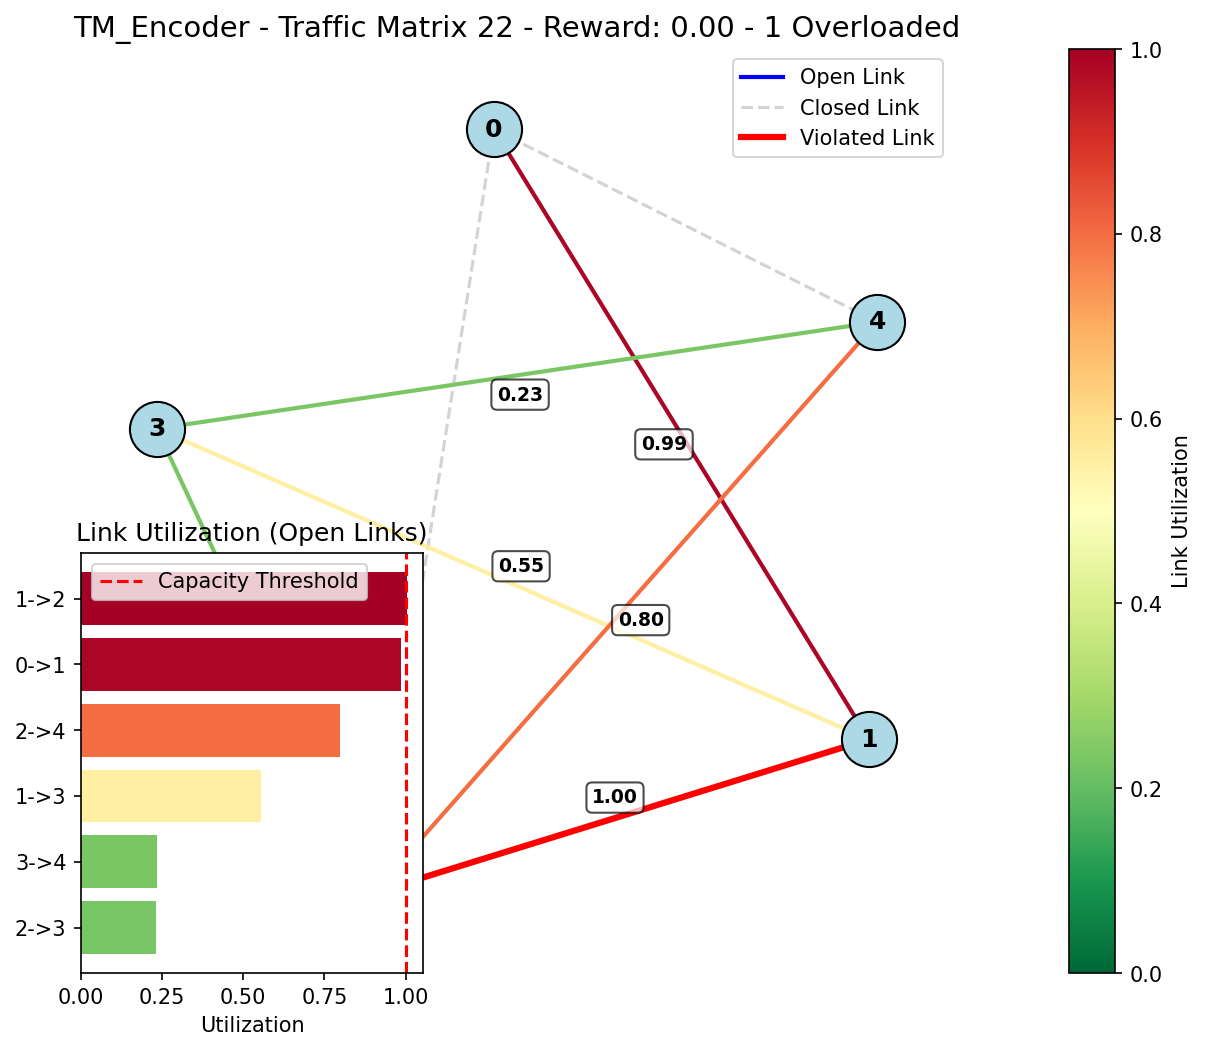 TM_Encoder - Traffic Matrix 22 - Reward: 0.00 - 1 Overloaded
Open Link
Closed Link
Violated Link
0
4
3
1
0.23
0.99
0.55
0.80
1.00
Link Utilization (Open Links)
Capacity Threshold
1->2
0->1
2->4
1->3
3->4
2->3
0.00 0.25 0.50 0.75 1.00
Utilization
1.0
0.8
0.6
0.4
0.2
0.0
Link Utilization